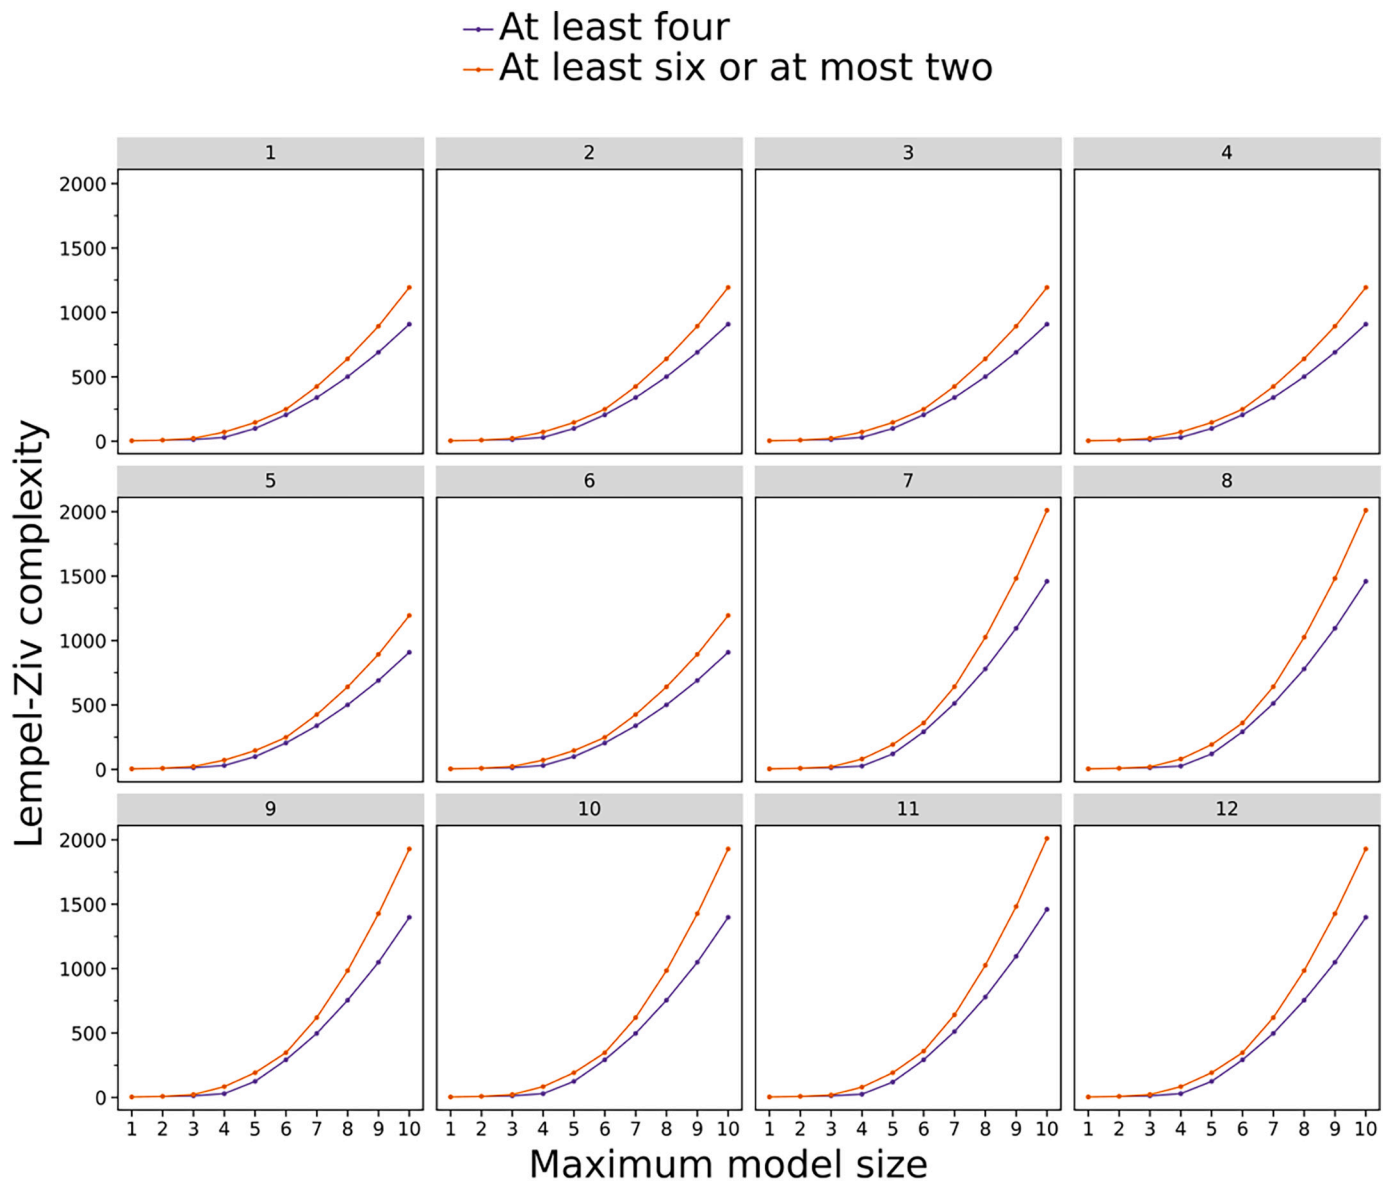 At least four
At least six or at most two
1 2 3 4
2000
1500
1000
500
0
5 6 7 8
2000
1500
1000
500
0
9 10 11 12
2000
1500
1000
500
0
Lempel-Ziv complexity
1 2 3 4 5 6 7 8 9 10 1 2 3 4 5 6 7 8 9 10 1 2 3 4 5 6 7 8 9 10 1 2 3 4 5 6 7 8 9 10
Maximum model size